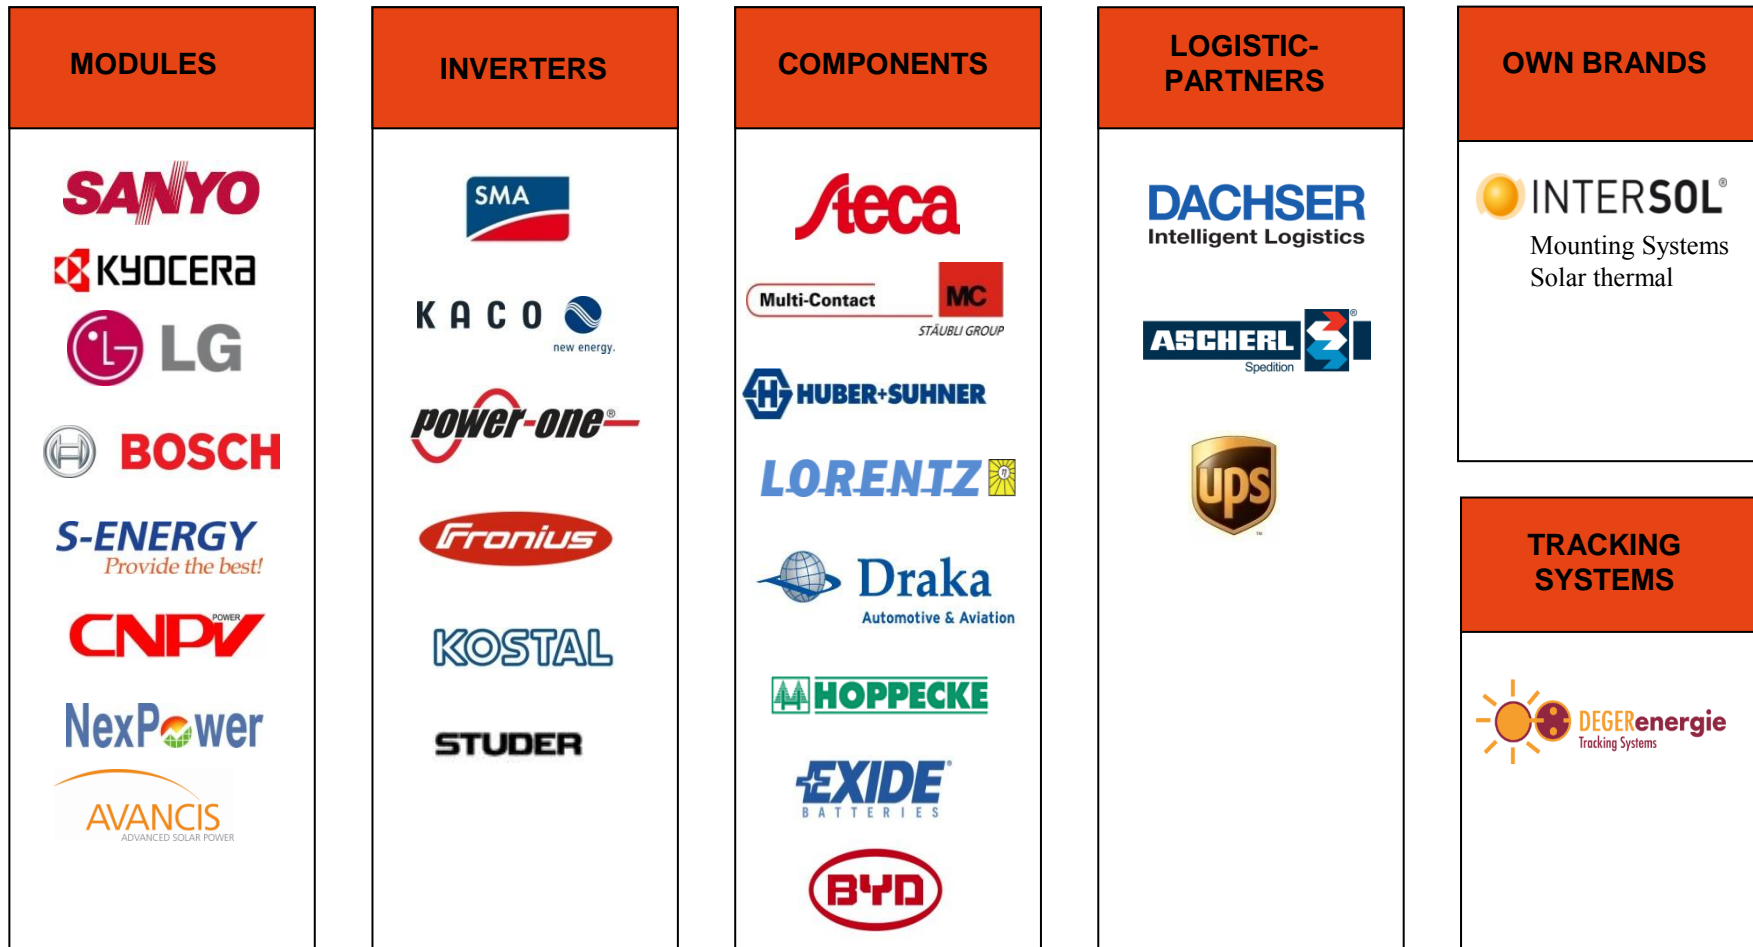 MODULES
SANYO
KYOCERA
LG
BOSCH
S-ENERGY
Provide the best!
CNPV
POWER
NexPower
AVANCIS
ADVANCED SOLAR POWER
INVERTERS
SMA
KACO
new energy.
power-one®
Fronius
KOSTAL
STUDER
COMPONENTS
Steca
Multi-Contact
MC
STÄUBLI GROUP
HUBER+SUHNER
LORENTZ
Draka
Automotive & Aviation
HOPPECKE
EXIDE®
BATTERIES
BYD
LOGISTIC-
PARTNERS
DACHSER
Intelligent Logistics
ASCHERL ®
Spedition
ups
™
OWN BRANDS
INTERSOL®
Mounting Systems
Solar thermal
TRACKING
SYSTEMS
DEGERenergie
Tracking Systems